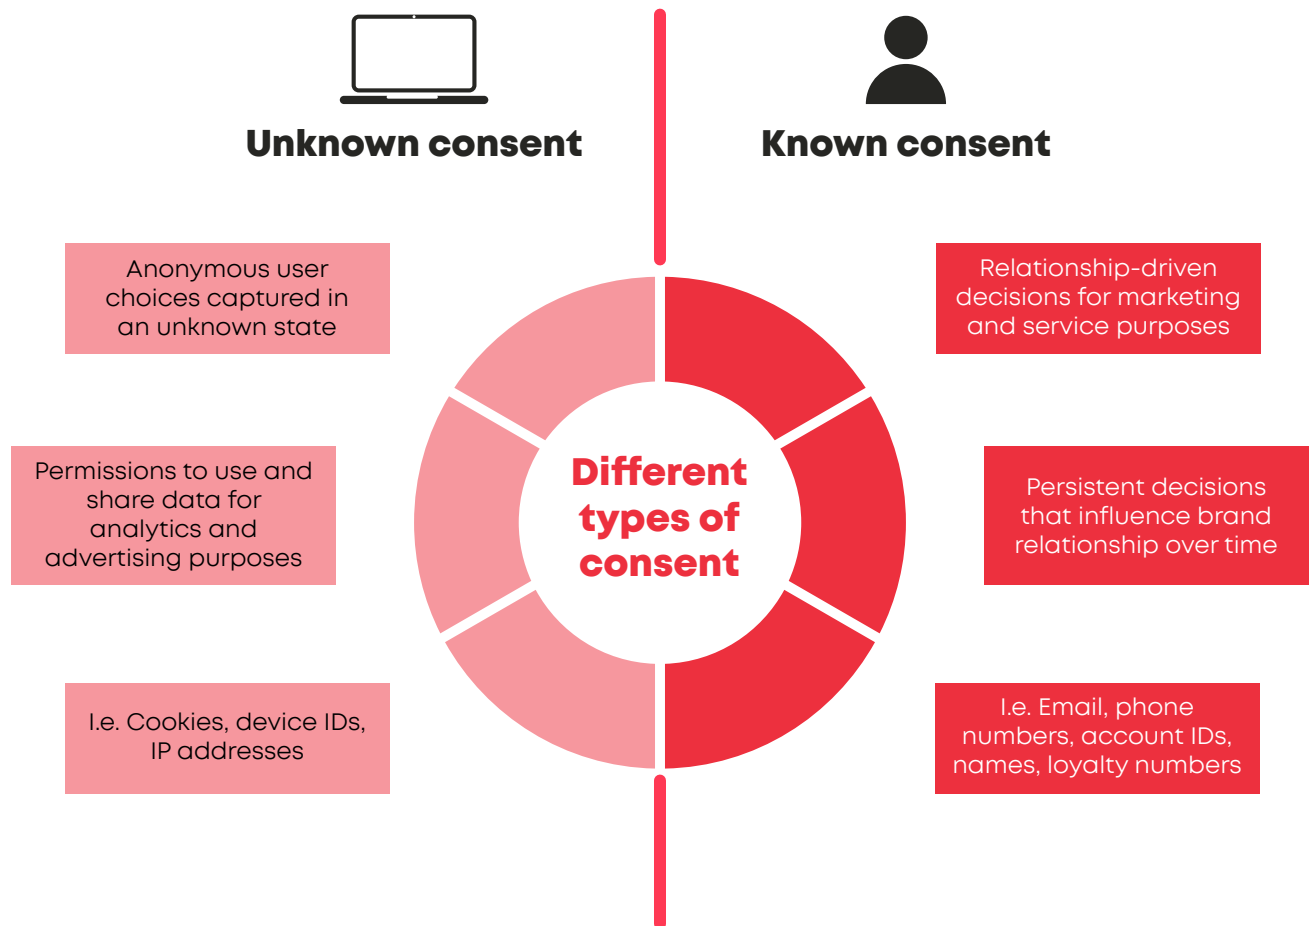 Unknown consent
Known consent
Anonymous user
choices captured in
an unknown state
Permissions to use and
share data for
analytics and
advertising purposes
I.e. Cookies, device IDs,
IP addresses
Different
types of
consent
Relationship-driven
decisions for marketing
and service purposes
Persistent decisions
that influence brand
relationship over time
I.e. Email, phone
numbers, account IDs,
names, loyalty numbers